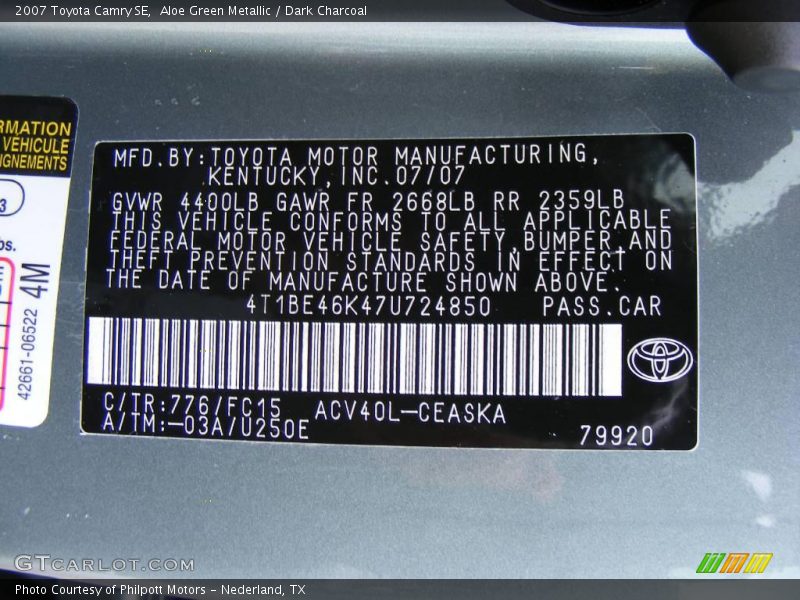 2007 Toyota Camry SE, Aloe Green Metallic / Dark Charcoal
RMATION
VEHICLE
IGNEMENTS
3
bs.
4M
42661-06522
MFD.BY:TOYOTA MOTOR MANUFACTURING,
KENTUCKY,INC.07/07
GVWR 4400LB GAWR FR 2668LB RR 2359LB
THIS VEHICLE CONFORMS TO ALL APPLICABLE
FEDERAL MOTOR VEHICLE SAFETY,BUMPER,AND
THEFT PREVENTION STANDARDS IN EFFECT ON
THE DATE OF MANUFACTURE SHOWN ABOVE.
4T1BE46K47U724850 PASS.CAR
C/TR:776/FC15 ACV40L-CEASKA
A/TM:-03A/U250E
79920
GTCARLOT.COM
Photo Courtesy of Philpott Motors - Nederland, TX